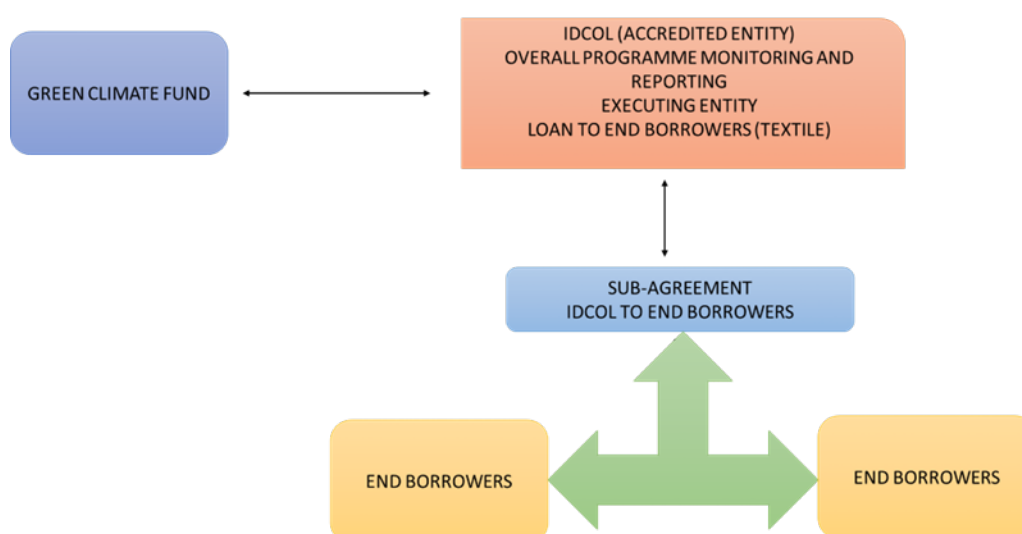 GREEN CLIMATE FUND
IDCOL (ACCREDITED ENTITY)
OVERALL PROGRAMME MONITORING AND
REPORTING
EXECUTING ENTITY
LOAN TO END BORROWERS (TEXTILE)
SUB-AGREEMENT
IDCOL TO END BORROWERS
END BORROWERS
END BORROWERS